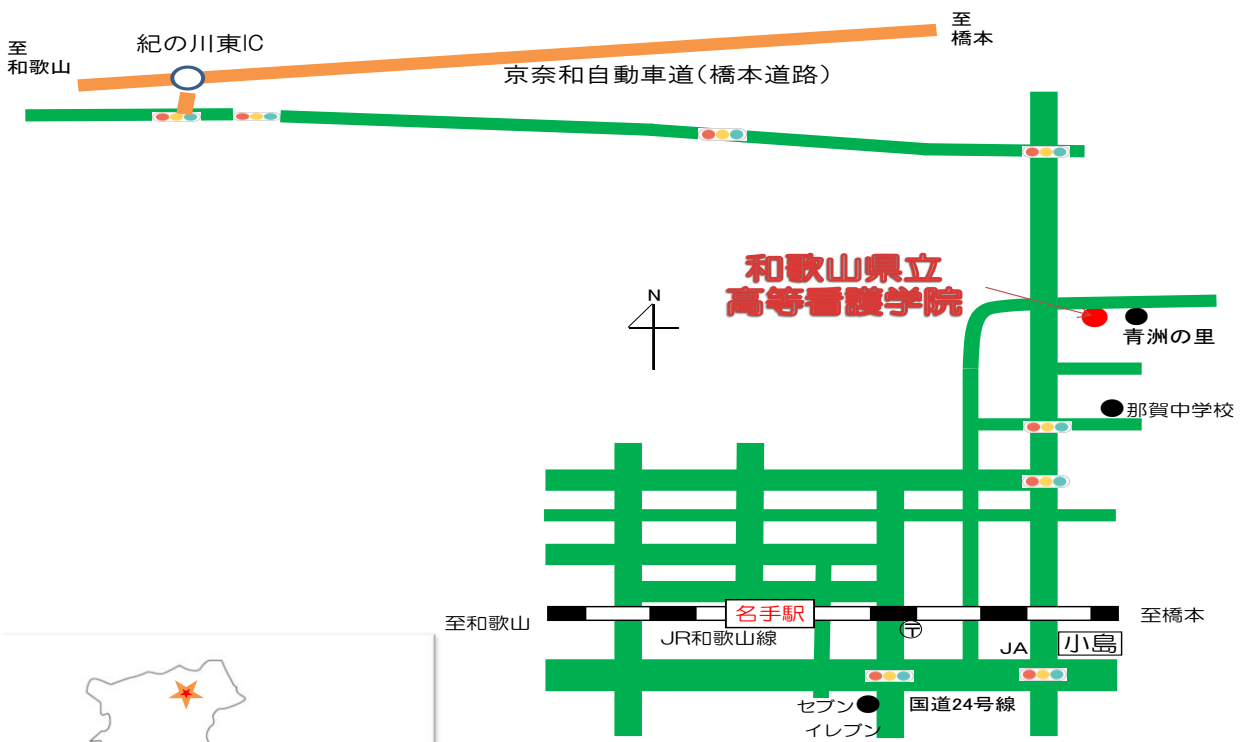 至
和歌山
紀の川東IC
至
橋本
京奈和自動車道(橋本道路)
和歌山県立
高等看護学院
N
青洲の里
那賀中学校
至和歌山
名手駅
至橋本
JR和歌山線
〒
JA
小島
セブン
イレブン
国道24号線